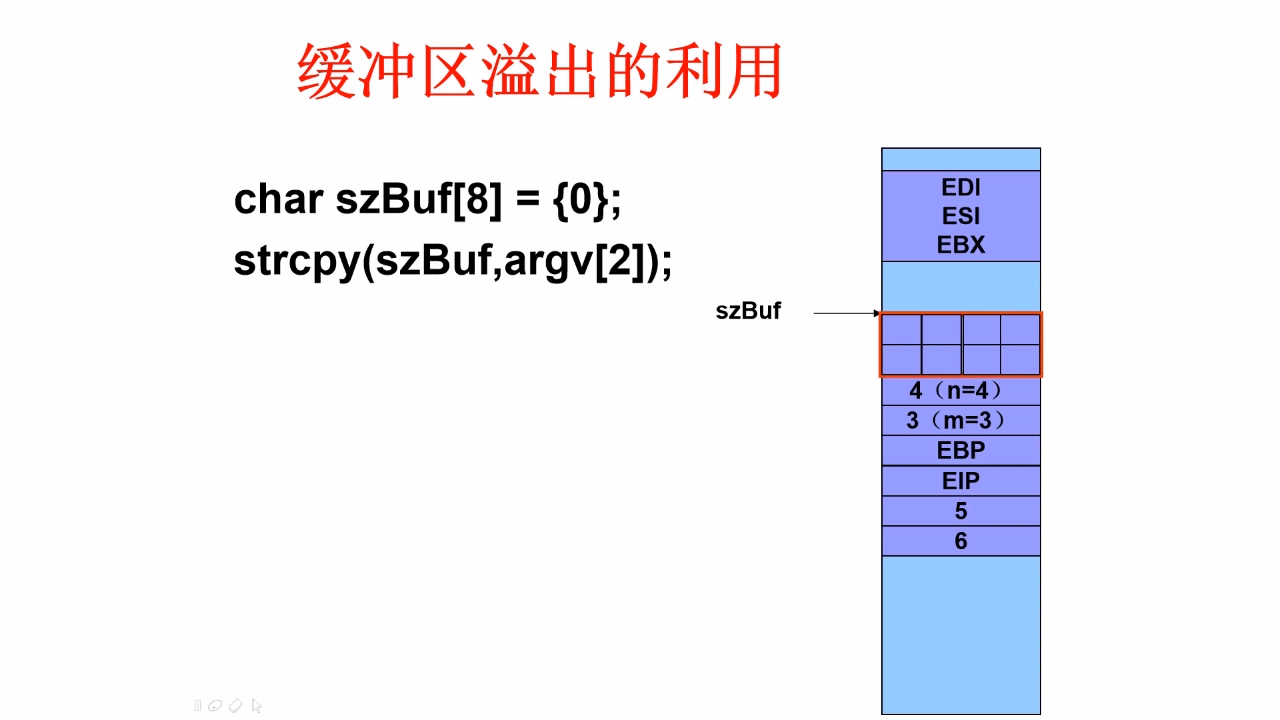 缓冲区溢出的利用
char szBuf[8] = {0};
strcpy(szBuf,argv[2]);
EDI
ESI
EBX
szBuf
4（n=4）
3（m=3）
EBP
EIP
5
6